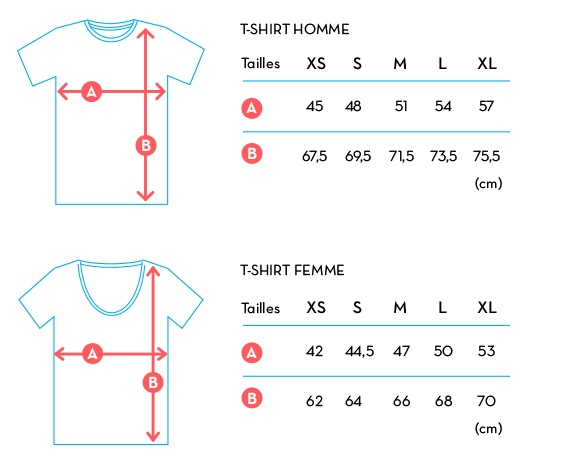 T-SHIRT HOMME
Tailles XS S M L XL
A A 45 48 51 54 57
B B 67,5 69,5 71,5 73,5 75,5
(cm)
T-SHIRT FEMME
Tailles XS S M L XL
A A 42 44,5 47 50 53
B B 62 64 66 68 70
(cm)